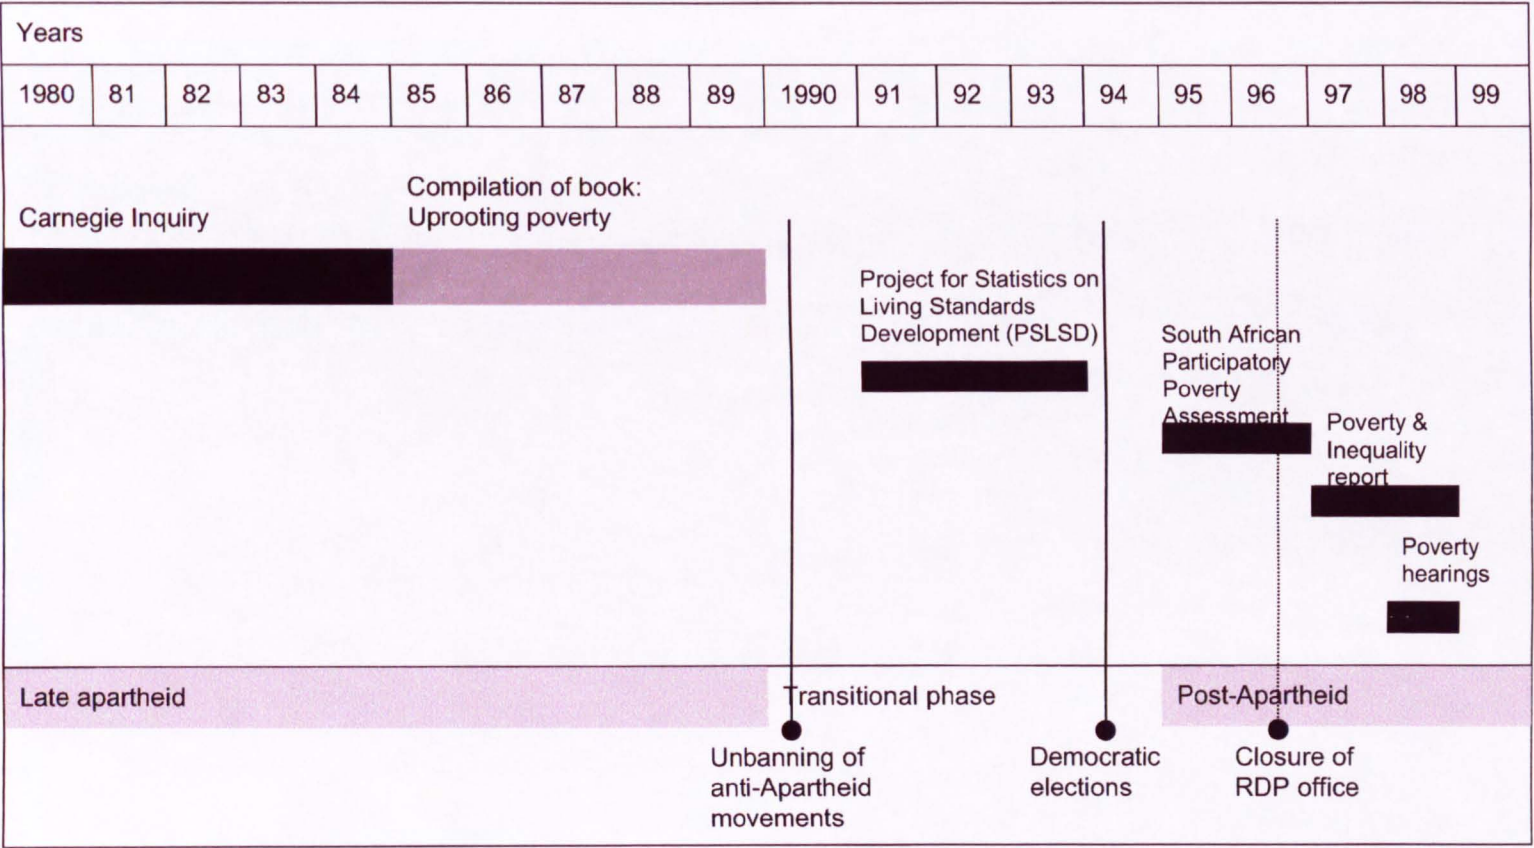 Years
1980 81 82 83 84 85 86 87 88 89 1990 91 92 93 94 95 96 97 98 99
Carnegie Inquiry
Compilation of book:
Uprooting poverty
Project for Statistics on
Living Standards
Development (PSLSD)
South African
Participatory
Poverty
Assessment
Poverty &
Inequality
report
Poverty
hearings
Late apartheid
Transitional phase
Post-Apartheid
Unbanning of
anti-Apartheid
movements
Democratic
elections
Closure of
RDP office